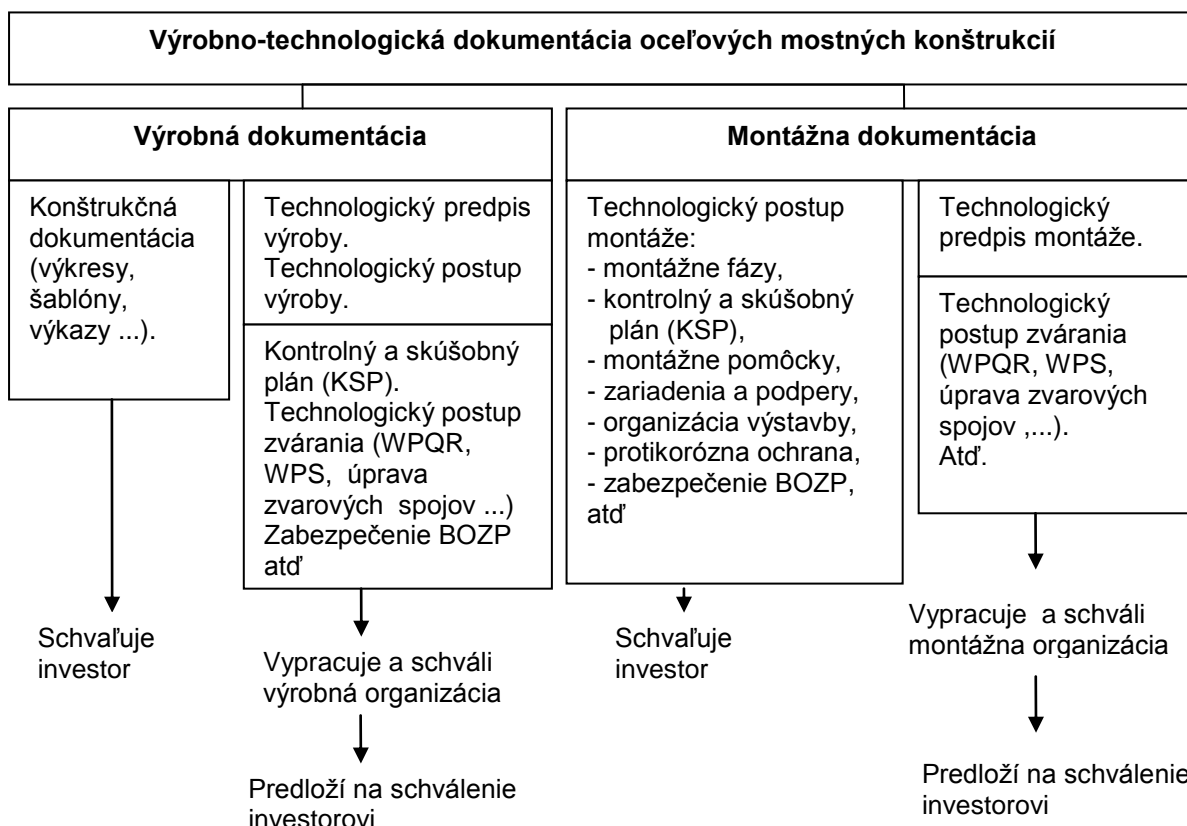 Výrobno-technologická dokumentácia oceľových mostných konštrukcií
Výrobná dokumentácia
Konštrukčná
dokumentácia
(výkresy,
šablóny,
výkazy ...).
Schvaľuje
investor
Technologický predpis
výroby.
Technologický postup
výroby.
Kontrolný a skúšobný
plán (KSP).
Technologický postup
zvárania (WPQR,
WPS, úprava
zvarových spojov ...)
Zabezpečenie BOZP
atď
Vypracuje a schváli
výrobná organizácia
Predloží na schválenie
investorovi
Montážna dokumentácia
Technologický postup
montáže:
- montážne fázy,
- kontrolný a skúšobný
plán (KSP),
- montážne pomôcky,
- zariadenia a podpery,
- organizácia výstavby,
- protikorózna ochrana,
- zabezpečenie BOZP,
atď
Schvaľuje
investor
Technologický
predpis montáže.
Technologický
postup zvárania
(WPQR, WPS,
úprava zvarových
spojov ,...).
Atď.
Vypracuje a schváli
montážna organizácia
Predloží na schválenie
investorovi